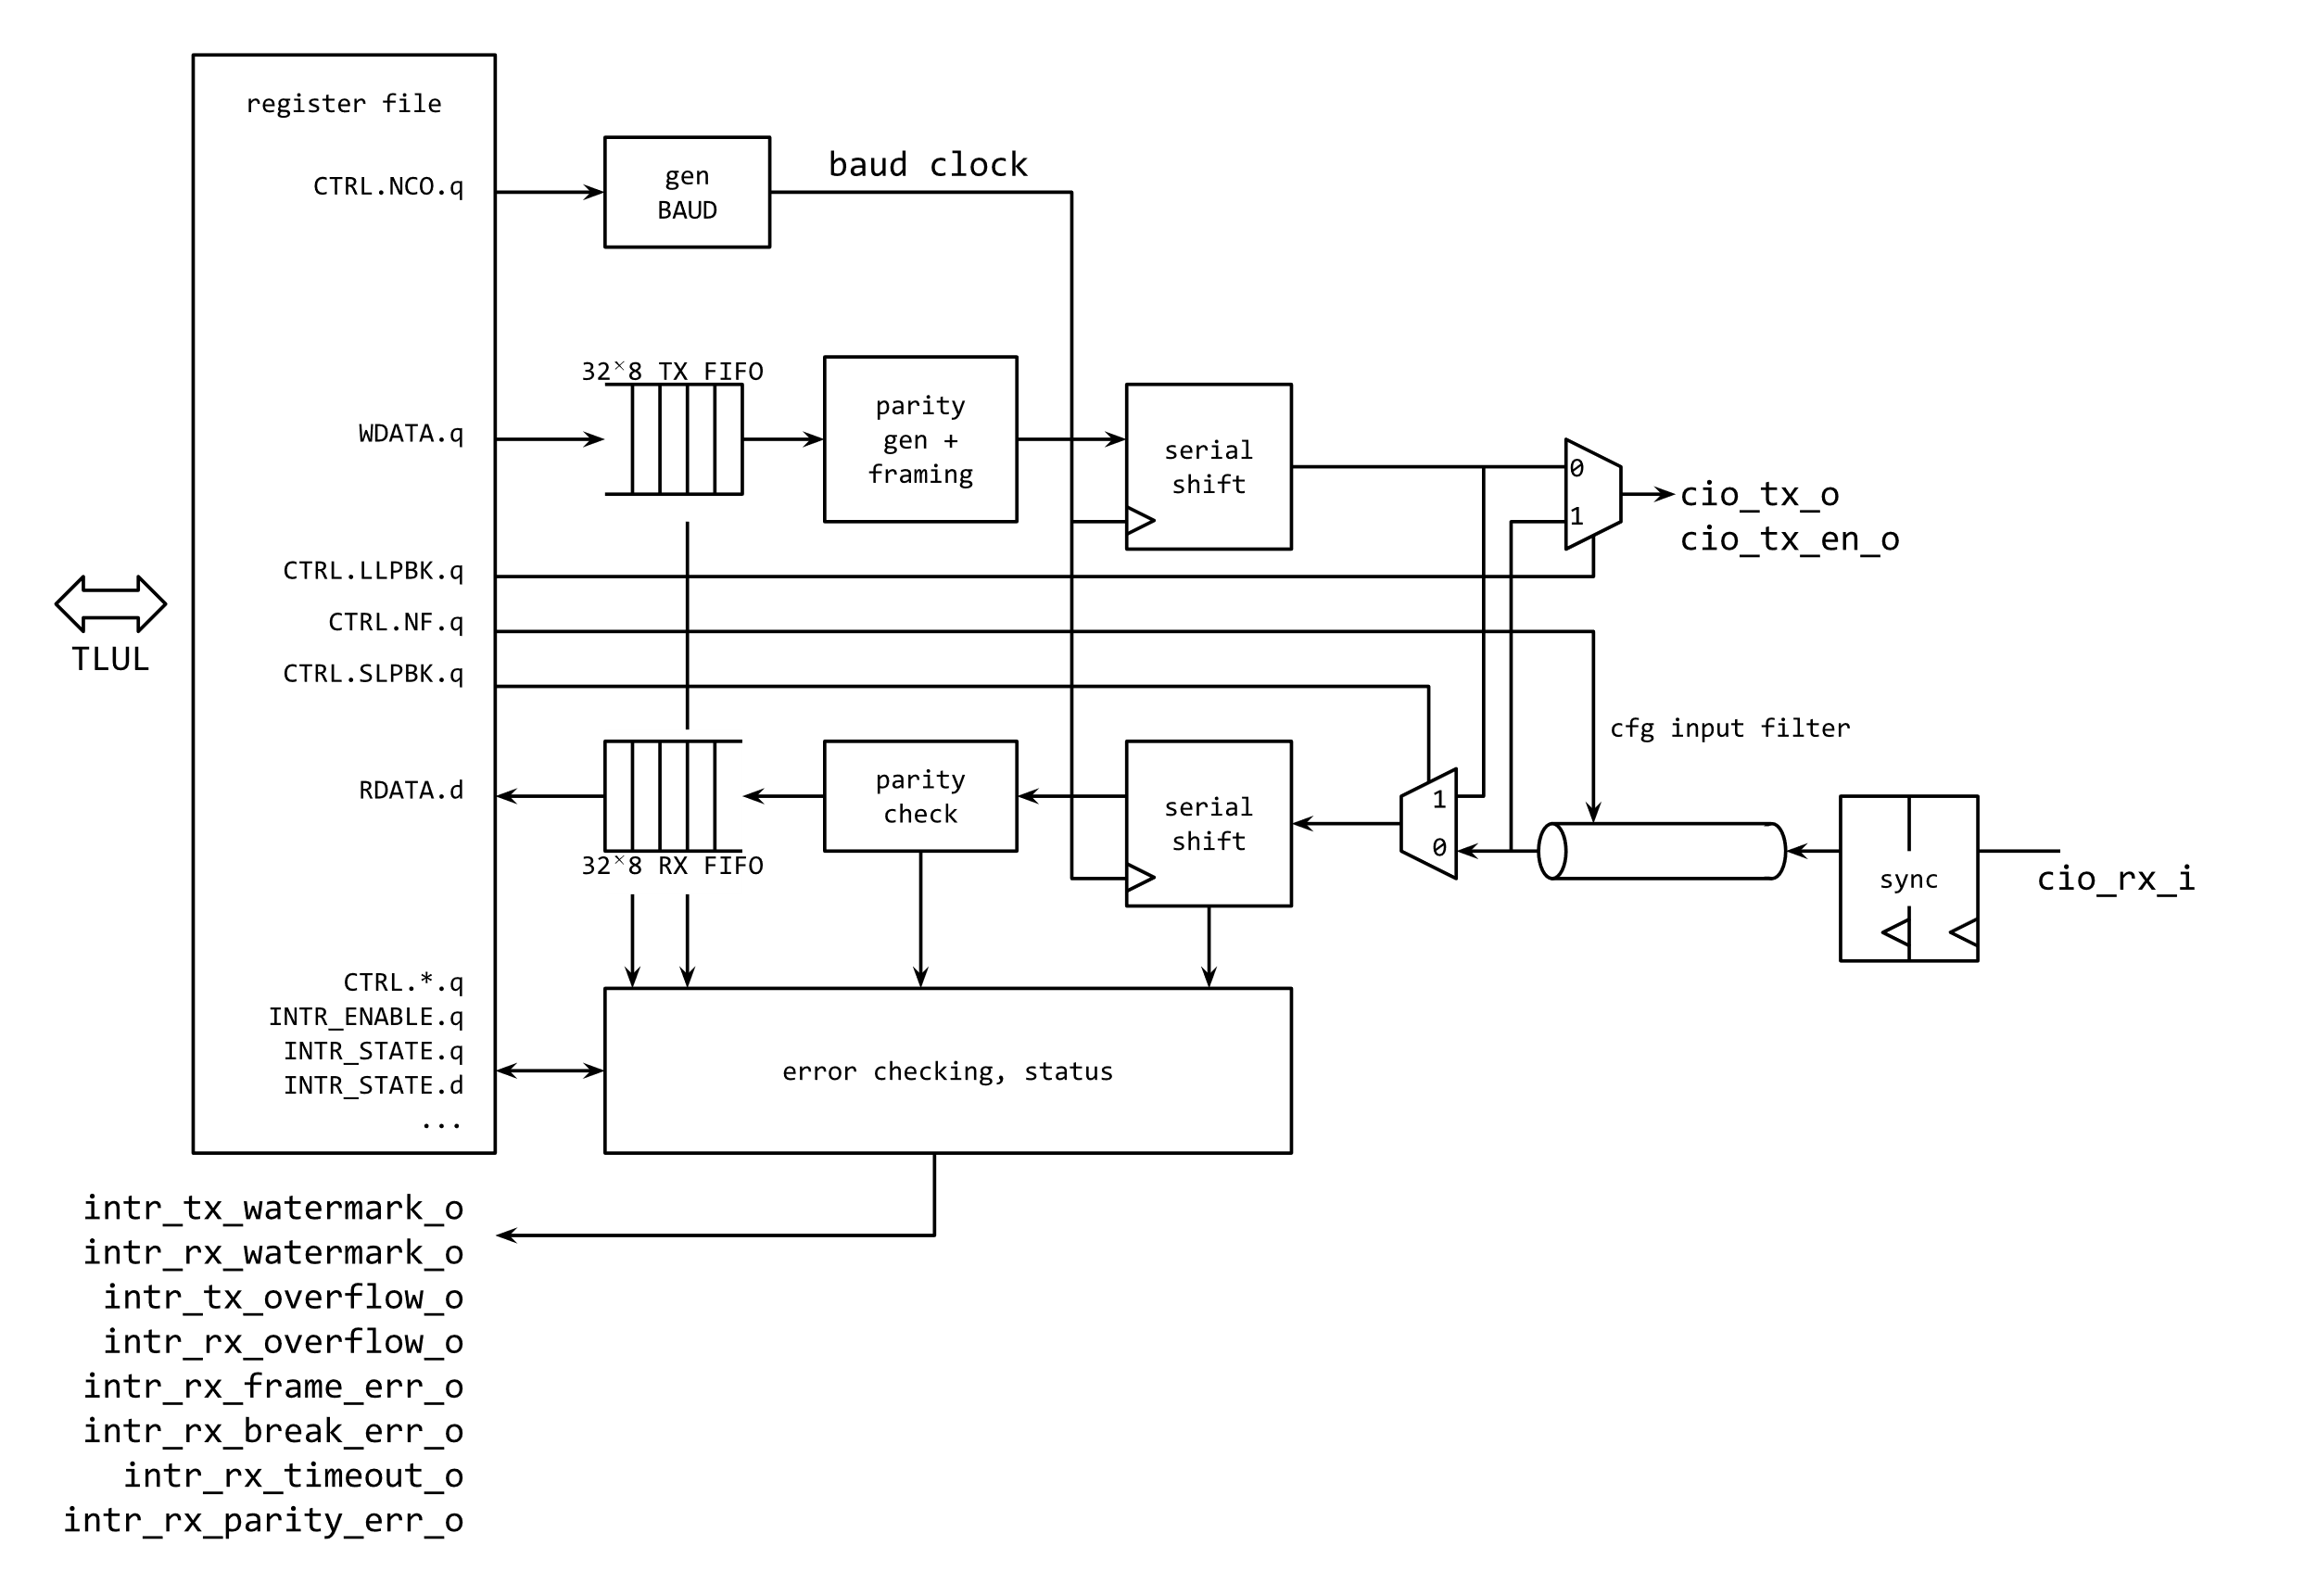 register file
CTRL.NCO.q
gen
BAUD
baud clock
32×8 TX FIFO
WDATA.q
parity
gen +
framing
serial
shift
0
1
cio_tx_o
cio_tx_en_o
CTRL.LLPBK.q
CTRL.NF.q
CTRL.SLPBK.q
TLUL
cfg input filter
RDATA.d
parity
check
serial
shift
1
0
32×8 RX FIFO
sync
cio_rx_i
CTRL.*.q
INTR_ENABLE.q
INTR_STATE.q
INTR_STATE.d
...
error checking, status
intr_tx_watermark_o
intr_rx_watermark_o
intr_tx_overflow_o
intr_rx_overflow_o
intr_rx_frame_err_o
intr_rx_break_err_o
intr_rx_timeout_o
intr_rx_parity_err_o